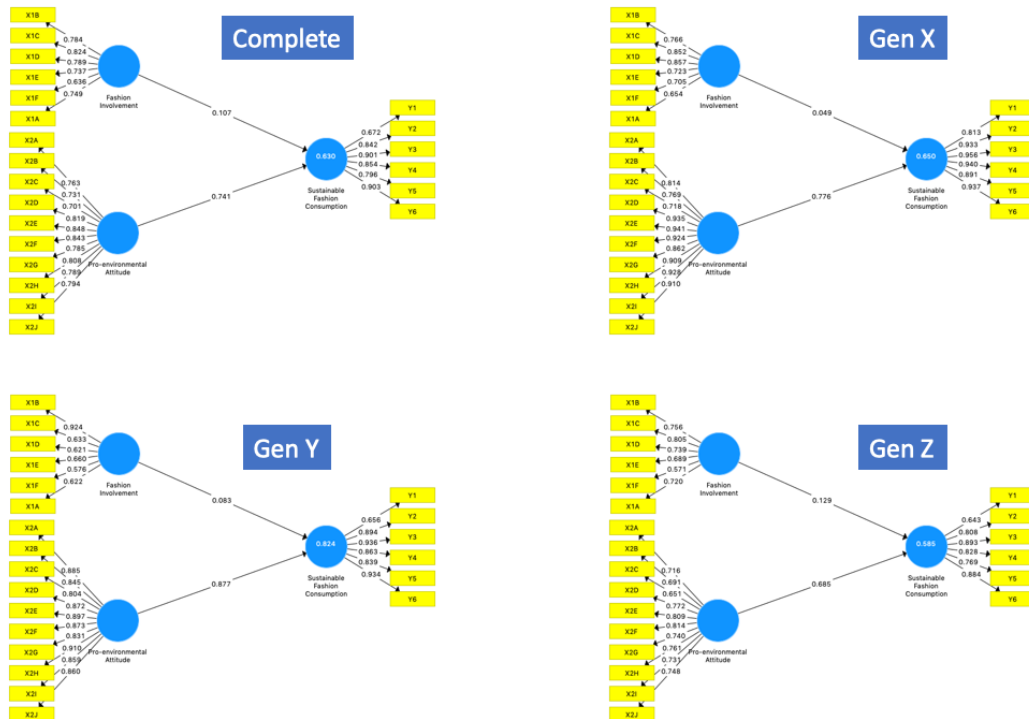 Complete
X1B
X1C
X1D
X1E
X1F
X1A
X2A
X2B
X2C
X2D
X2E
X2F
X2G
X2H
X2I
X2J
0.784
0.824
0.789
0.737
0.636
0.749
Fashion
Involvement
0.763
0.731
0.701
0.819
0.848
0.843
0.785
0.808
0.789
0.794
Pro-environmental
Attitude
0.107
0.741
0.630
Sustainable
Fashion
Consumption
0.672
0.842
0.901
0.854
0.796
0.903
Y1
Y2
Y3
Y4
Y5
Y6
Gen X
X1B
X1C
X1D
X1E
X1F
X1A
X2A
X2B
X2C
X2D
X2E
X2F
X2G
X2H
X2I
X2J
0.766
0.852
0.857
0.723
0.705
0.654
Fashion
Involvement
0.814
0.769
0.718
0.935
0.941
0.924
0.862
0.909
0.928
0.910
Pro-environmental
Attitude
0.049
0.776
0.650
Sustainable
Fashion
Consumption
0.813
0.933
0.956
0.940
0.891
0.937
Y1
Y2
Y3
Y4
Y5
Y6
Gen Y
X1B
X1C
X1D
X1E
X1F
X1A
X2A
X2B
X2C
X2D
X2E
X2F
X2G
X2H
X2I
X2J
0.924
0.633
0.621
0.660
0.576
0.622
Fashion
Involvement
0.885
0.845
0.804
0.872
0.897
0.873
0.831
0.910
0.859
0.860
Pro-environmental
Attitude
0.083
0.877
0.824
Sustainable
Fashion
Consumption
0.656
0.894
0.936
0.863
0.839
0.934
Y1
Y2
Y3
Y4
Y5
Y6
Gen Z
X1B
X1C
X1D
X1E
X1F
X1A
X2A
X2B
X2C
X2D
X2E
X2F
X2G
X2H
X2I
X2J
0.756
0.805
0.739
0.689
0.571
0.720
Fashion
Involvement
0.716
0.691
0.651
0.772
0.809
0.814
0.740
0.761
0.731
0.748
Pro-environmental
Attitude
0.129
0.685
0.585
Sustainable
Fashion
Consumption
0.643
0.808
0.893
0.828
0.769
0.884
Y1
Y2
Y3
Y4
Y5
Y6